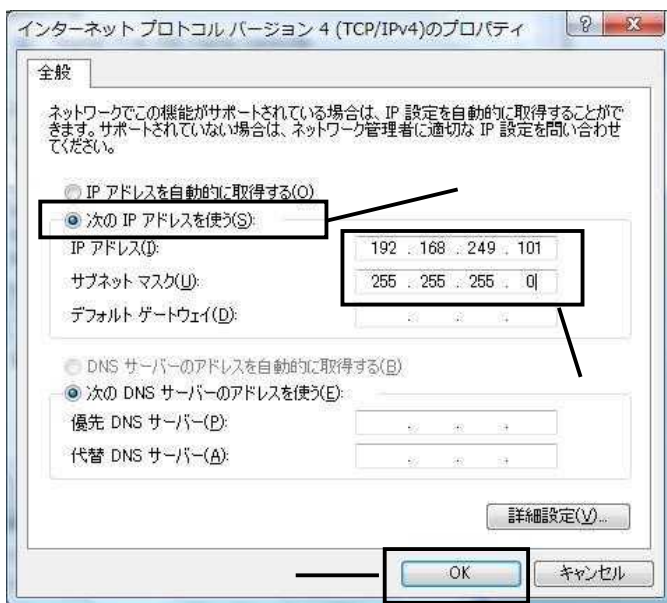 インターネット プロトコル バージョン 4 (TCP/IPv4)のプロパティ
全般
ネットワークでこの機能がサポートされている場合は、IP 設定を自動的に取得することがで
きます。サポートされていない場合は、ネットワーク管理者に適切な IP 設定を問い合わせ
てください。
IP アドレスを自動的に取得する(O)
次の IP アドレスを使う(S):
IP アドレス(I): 192 . 168 . 249 . 101
サブネット マスク(U): 255 . 255 . 255 . 0
デフォルト ゲートウェイ(D): . . .
DNS サーバーのアドレスを自動的に取得する(B)
次の DNS サーバーのアドレスを使う(E):
優先 DNS サーバー(P): . . .
代替 DNS サーバー(A): . . .
詳細設定(V)...
OK キャンセル